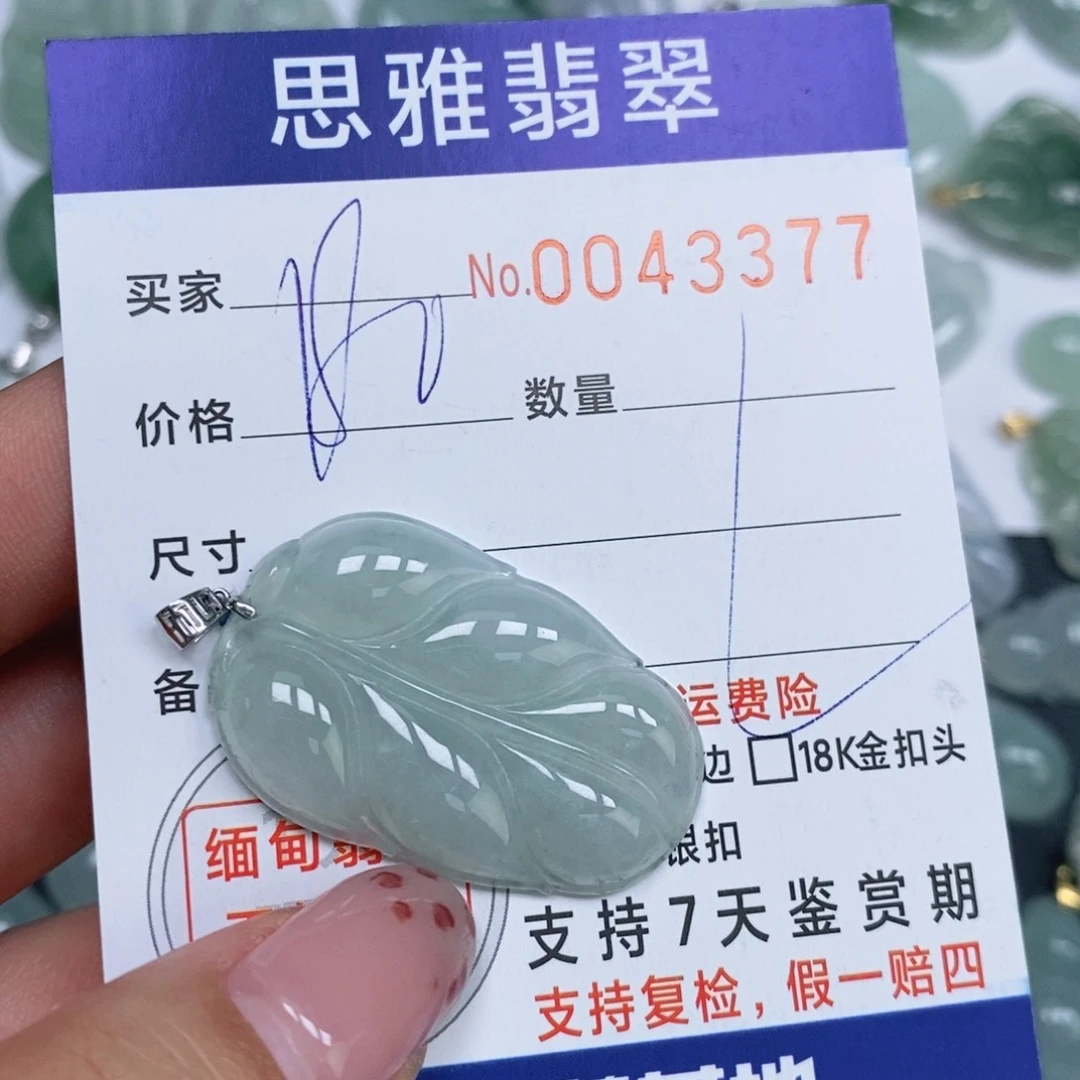 思雅翡翠
买家 No.0043377
价格 数量
尺寸
备
运费险
边 □18K金扣头
银扣
缅甸翡
支持7天鉴赏期
支持复检，假一赔四